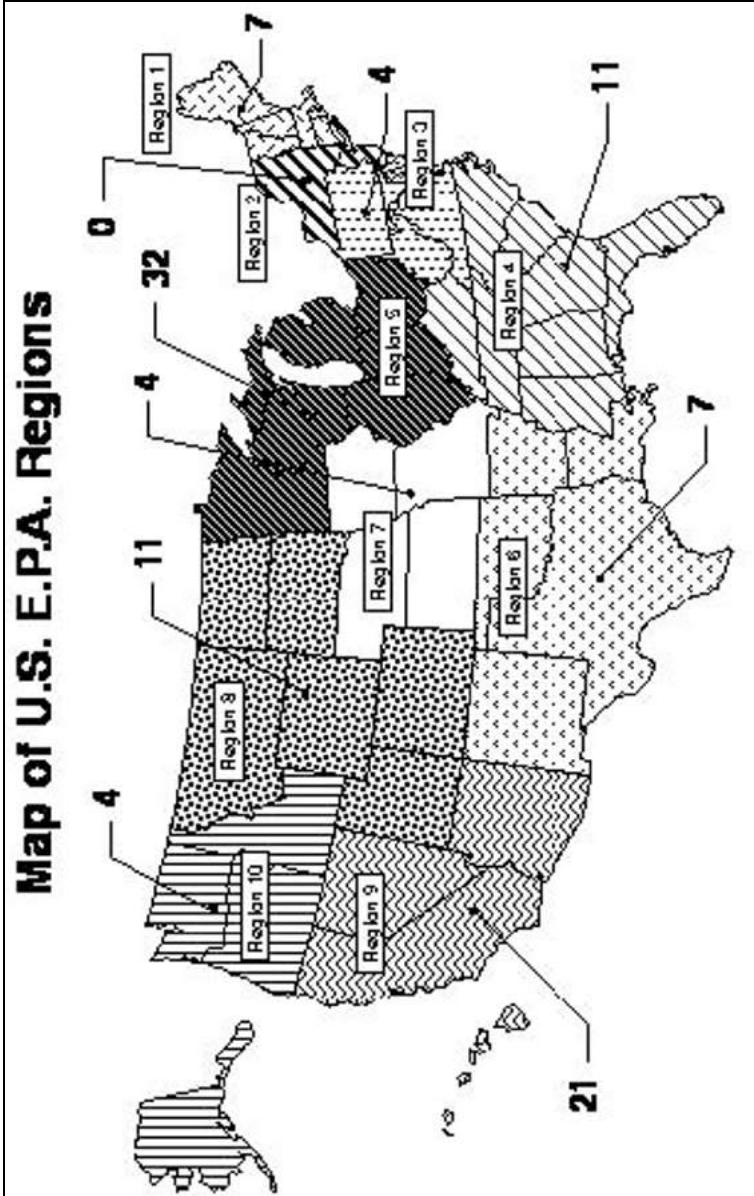 Map of U.S. E.P.A. Regions
4
11
4
32
0
Region 1
7
Region 2
4
Region 3
Region 5
Region 8
Region 10
Region 7
Region 9
Region 6
Region 4
11
7
21